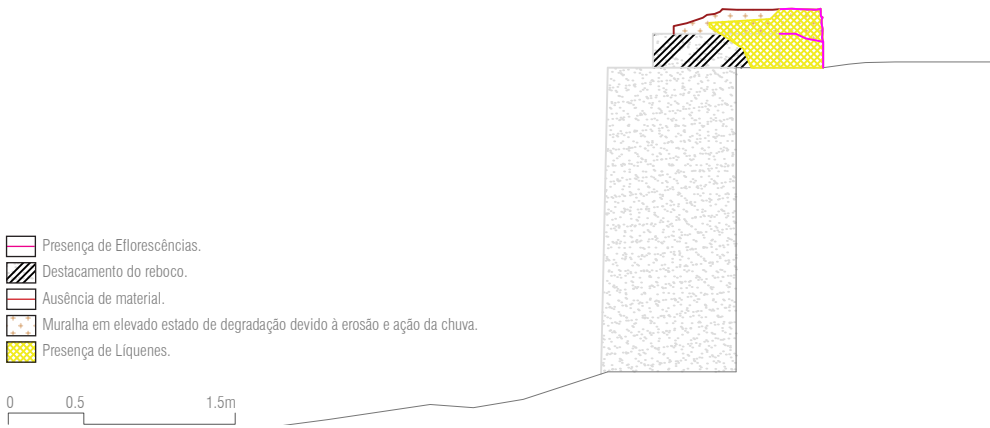 Presença de Eflorescências.
Destacamento do reboco.
Ausência de material.
Muralha em elevado estado de degradação devido à erosão e ação da chuva.
Presença de Líquenes.
0 0.5 1.5m